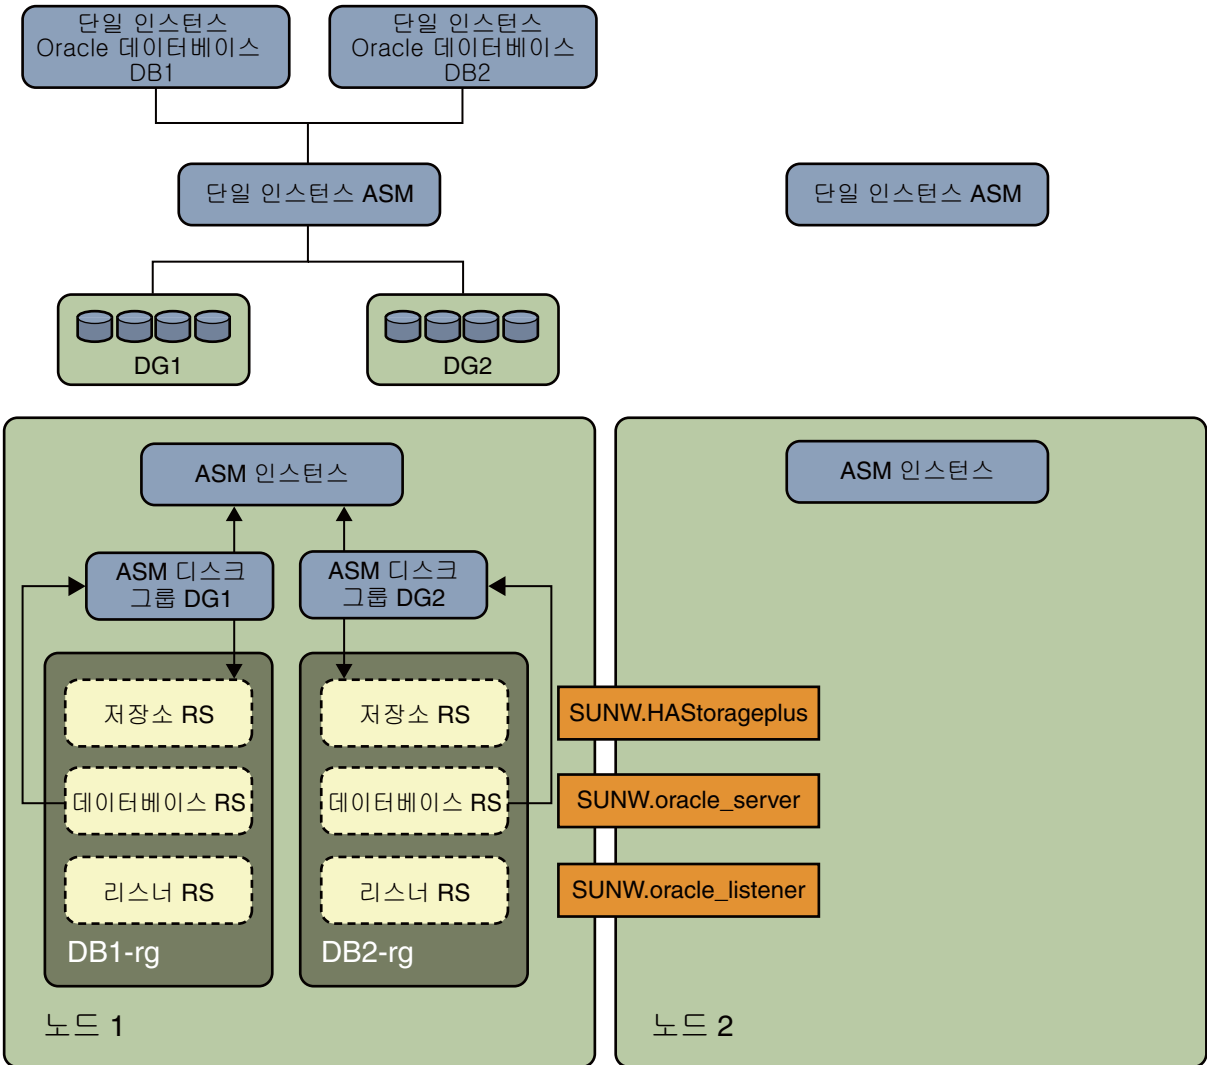 단일 인스턴스
Oracle 데이터베이스
DB1
단일 인스턴스
Oracle 데이터베이스
DB2
단일 인스턴스 ASM
단일 인스턴스 ASM
DG1
DG2
ASM 인스턴스
ASM 인스턴스
ASM 디스크
그룹 DG1
ASM 디스크
그룹 DG2
저장소 RS
저장소 RS
SUNW.HAStorageplus
데이터베이스 RS
데이터베이스 RS
SUNW.oracle_server
리스너 RS
리스너 RS
SUNW.oracle_listener
DB1-rg
DB2-rg
노드 1
노드 2